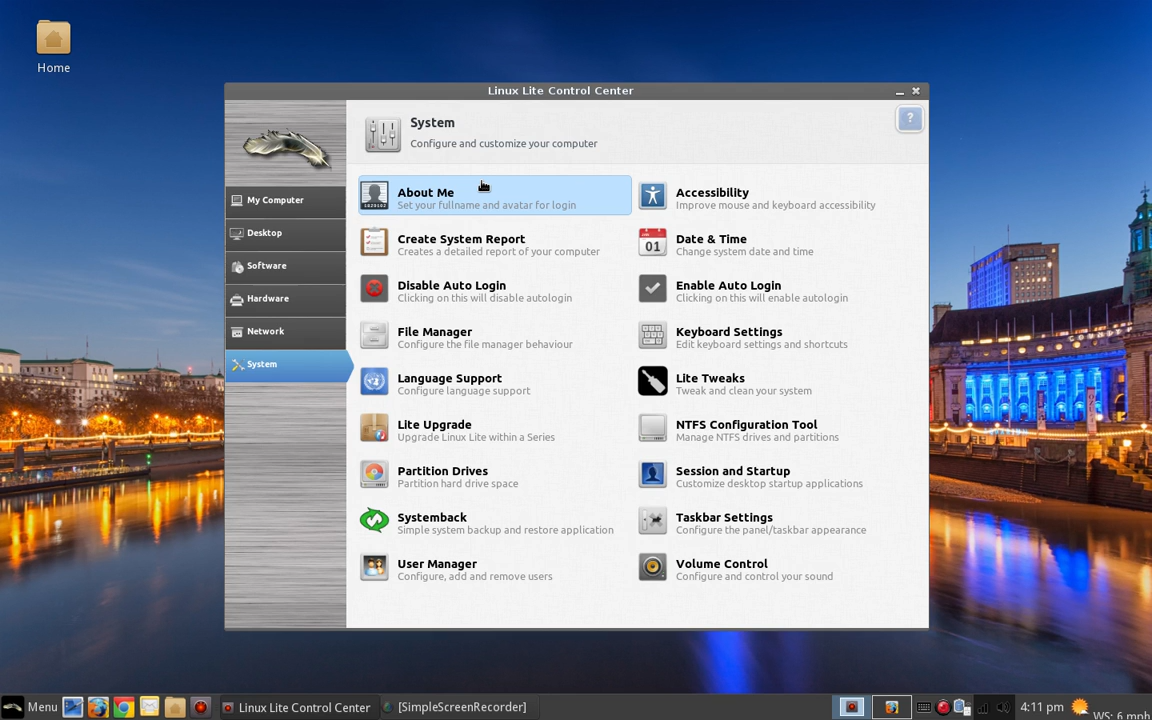 Home
Linux Lite Control Center
System
Configure and customize your computer
?
My Computer
Desktop
Software
Hardware
Network
System
About Me
Set your fullname and avatar for login
Accessibility
Improve mouse and keyboard accessibility
Create System Report
Creates a detailed report of your computer
01
Date & Time
Change system date and time
Disable Auto Login
Clicking on this will disable autologin
Enable Auto Login
Clicking on this will enable autologin
File Manager
Configure the file manager behaviour
Keyboard Settings
Edit keyboard settings and shortcuts
Language Support
Configure language support
Lite Tweaks
Tweak and clean your system
Lite Upgrade
Upgrade Linux Lite within a Series
NTFS Configuration Tool
Manage NTFS drives and partitions
Partition Drives
Partition hard drive space
Session and Startup
Customize desktop startup applications
Systemback
Simple system backup and restore application
Taskbar Settings
Configure the panel/taskbar appearance
User Manager
Configure, add and remove users
Volume Control
Configure and control your sound
Menu
Linux Lite Control Center
[SimpleScreenRecorder]
4:11 pm
WS: 6 mph